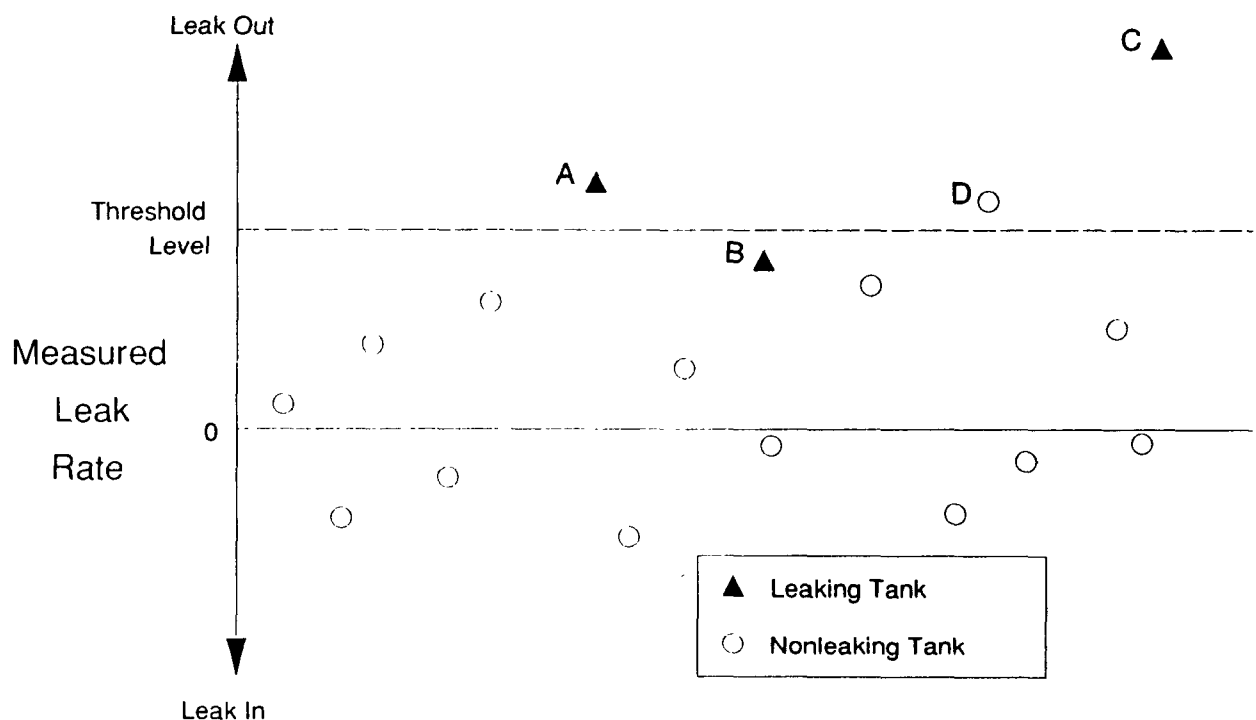 Leak Out
C
A
D
Threshold
Level
B
Measured
Leak
0
Rate
Leaking Tank
Nonleaking Tank
Leak In